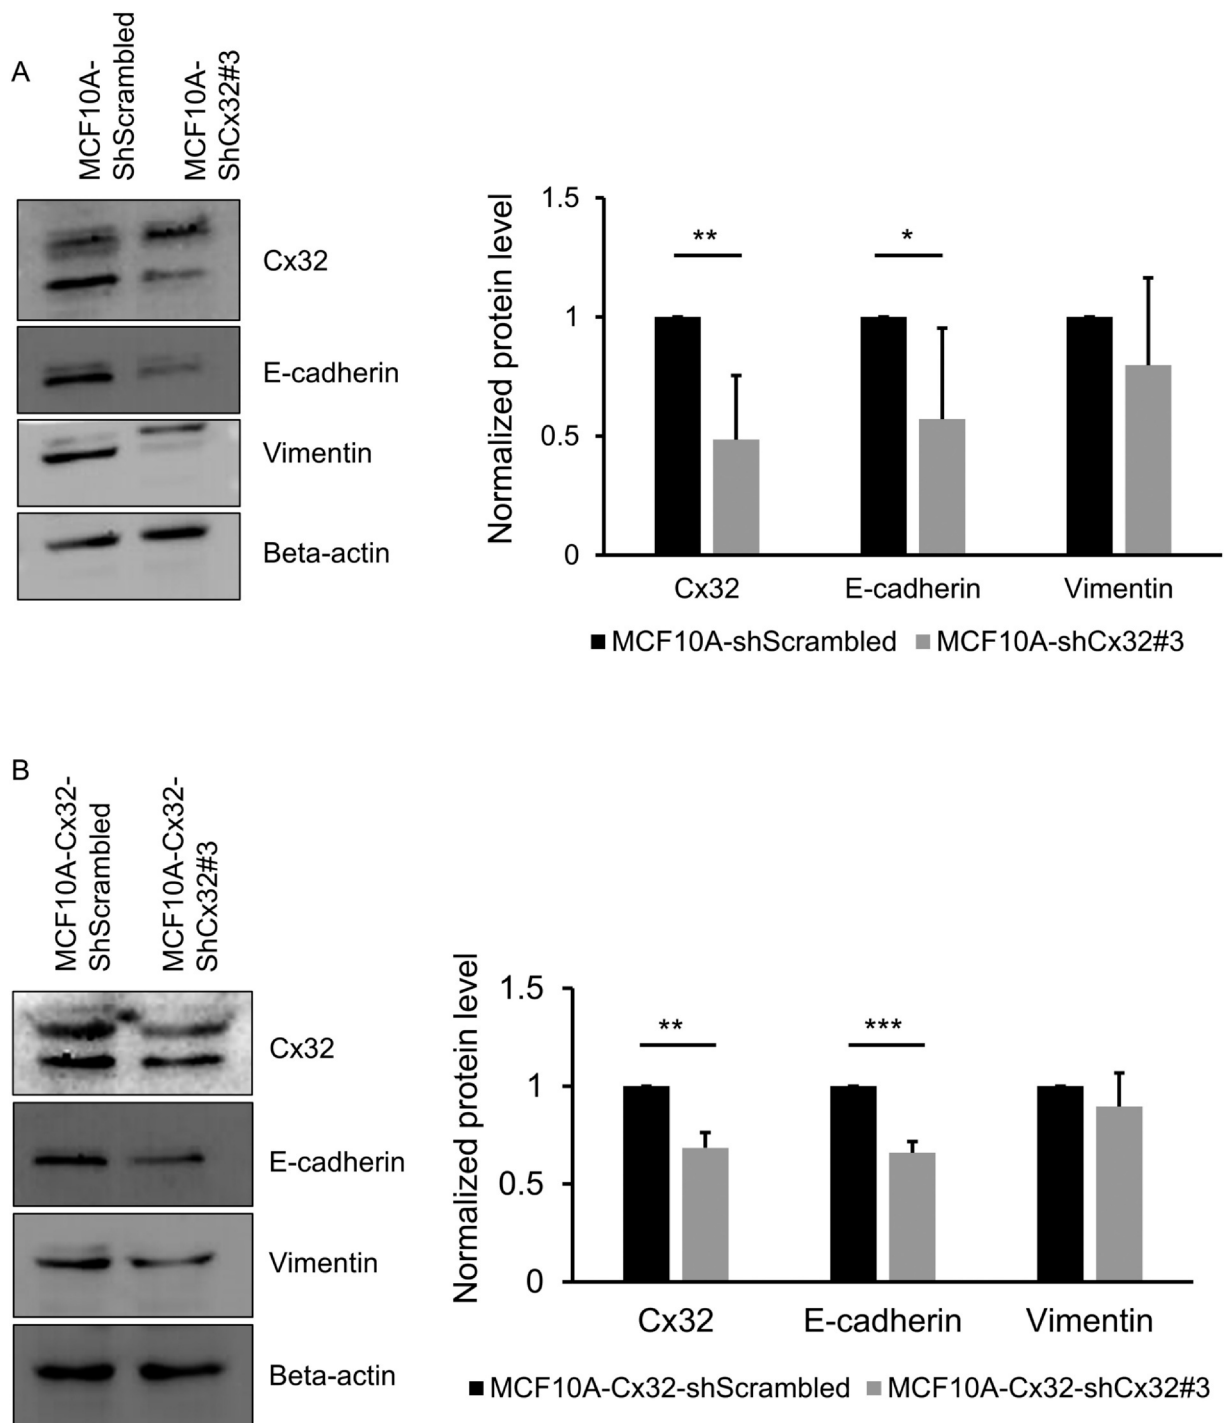 A
MCF10A-
ShScrambled
MCF10A-
ShCx32#3
Cx32
E-cadherin
Vimentin
Beta-actin
Normalized protein level
1.5
1
0.5
0
**
*
Cx32 E-cadherin Vimentin
MCF10A-shScrambled MCF10A-shCx32#3
B
MCF10A-Cx32-
ShScrambled
MCF10A-Cx32-
ShCx32#3
Cx32
E-cadherin
Vimentin
Beta-actin
Normalized protein level
1.5
1
0.5
0
**
***
Cx32 E-cadherin Vimentin
MCF10A-Cx32-shScrambled MCF10A-Cx32-shCx32#3